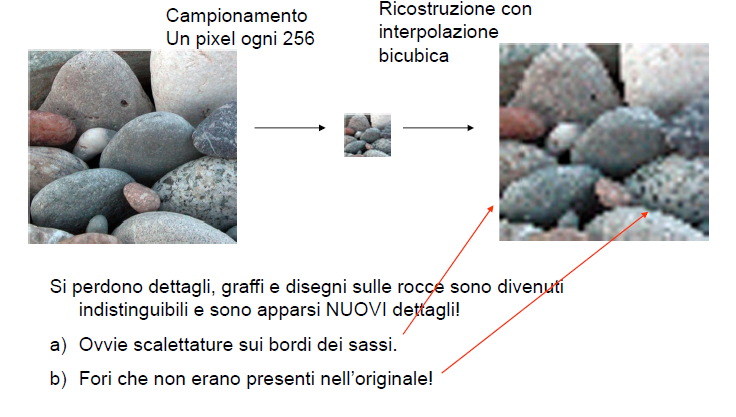 Campionamento
Un pixel ogni 256
Ricostruzione con
interpolazione
bicubica
Si perdono dettagli, graffi e disegni sulle rocce sono divenuti
indistinguibili e sono apparsi NUOVI dettagli!
a) Ovvie scalettature sui bordi dei sassi.
b) Fori che non erano presenti nell'originale!